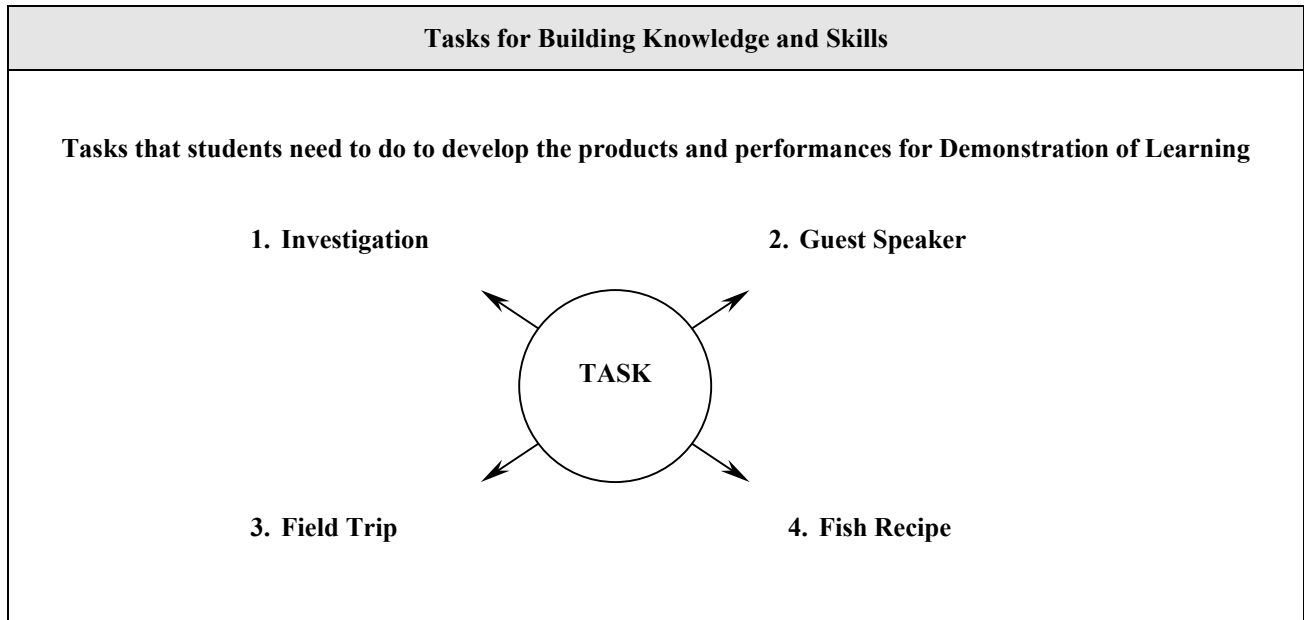 Tasks for Building Knowledge and Skills
Tasks that students need to do to develop the products and performances for Demonstration of Learning
1. Investigation
2. Guest Speaker
TASK
3. Field Trip
4. Fish Recipe